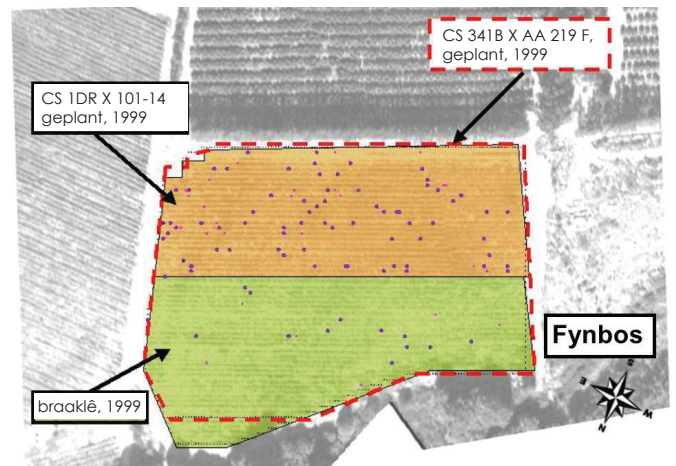 CS 341B X AA 219 F,
geplant, 1999
CS 1DR X 101-14
geplant, 1999
Fynbos
braaklê, 1999
S
E
W
N